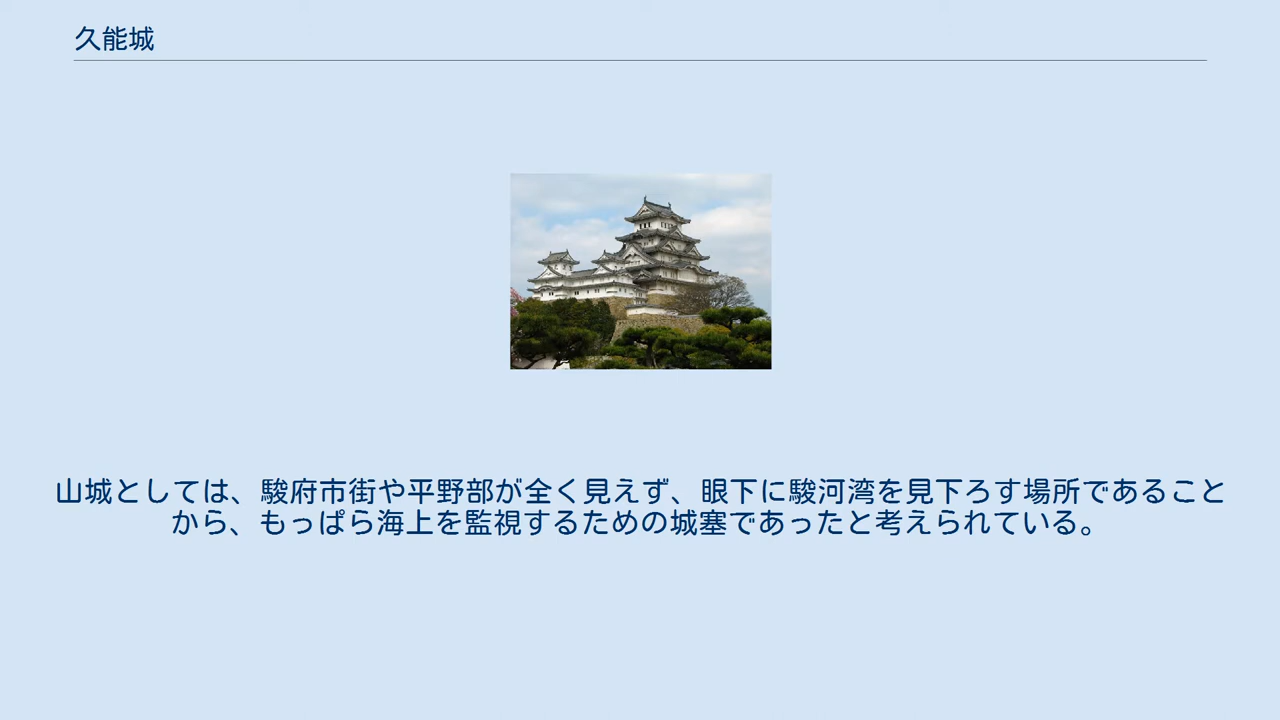 久能城
山城としては、駿府市街や平野部が全く見えず、眼下に駿河湾を見下ろす場所であること
から、もっぱら海上を監視するための城塞であったと考えられている。